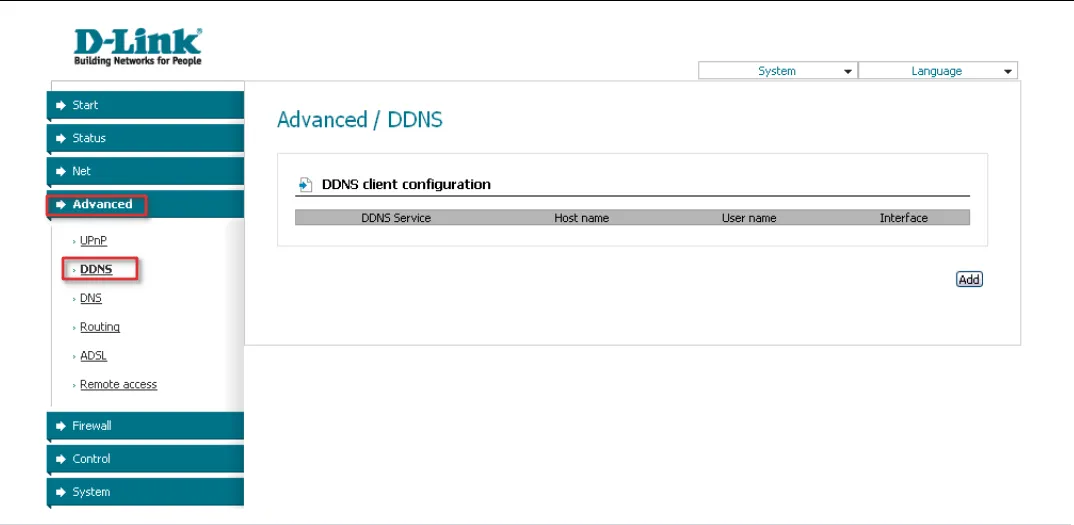 D-Link
Building Networks for People
System
Language
Start
Status
Net
Advanced
UPnP
DDNS
DNS
Routing
ADSL
Remote access
Firewall
Control
System
Advanced / DDNS
DDNS client configuration
DDNS Service Host name User name Interface
Add